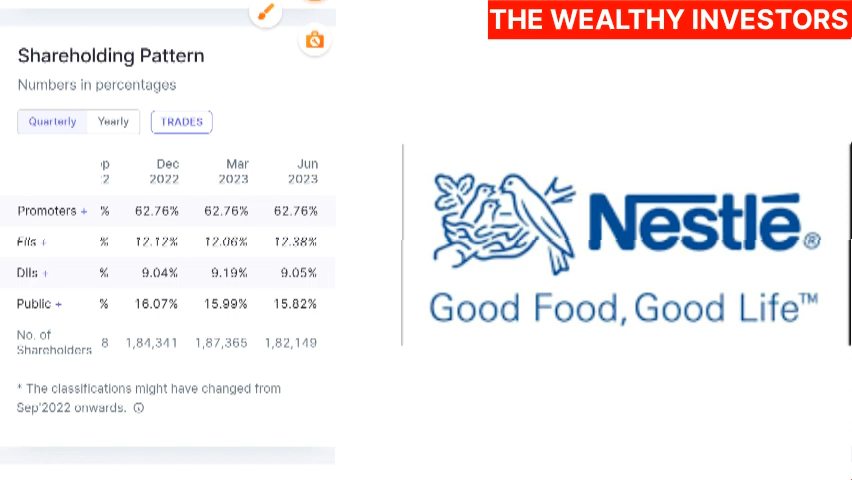 THE WEALTHY INVESTORS
Shareholding Pattern
Numbers in percentages
Quarterly Yearly TRADES
Dec Mar Jun
2022 2023 2023
Promoters + % 62.76% 62.76% 62.76%
FIIs + % 12.12% 12.06% 12.38%
DIIs + % 9.04% 9.19% 9.05%
Public + % 16.07% 15.99% 15.82%
No. of
Shareholders 8 1,84,341 1,87,365 1,82,149
* The classifications might have changed from
Sep'2022 onwards.
Nestlé®
Good Food, Good Life™